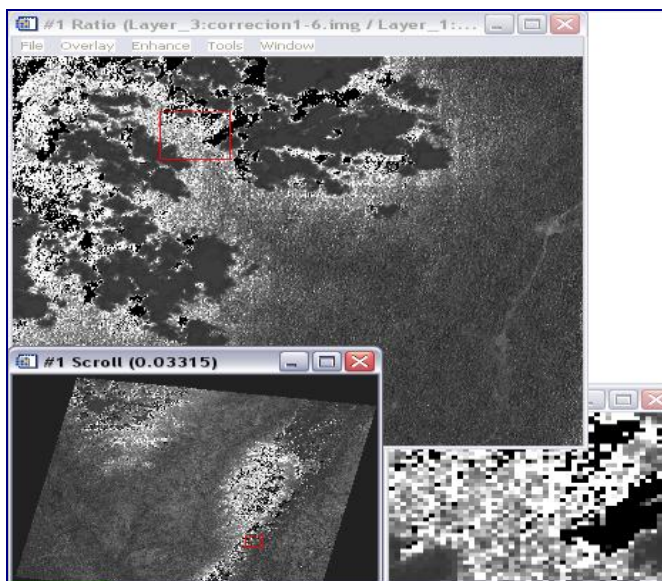 #1 Ratio (Layer_3:correcion1-6.img / Layer_1:...
File Overlay Enhance Tools Window
#1 Scroll (0.03315)